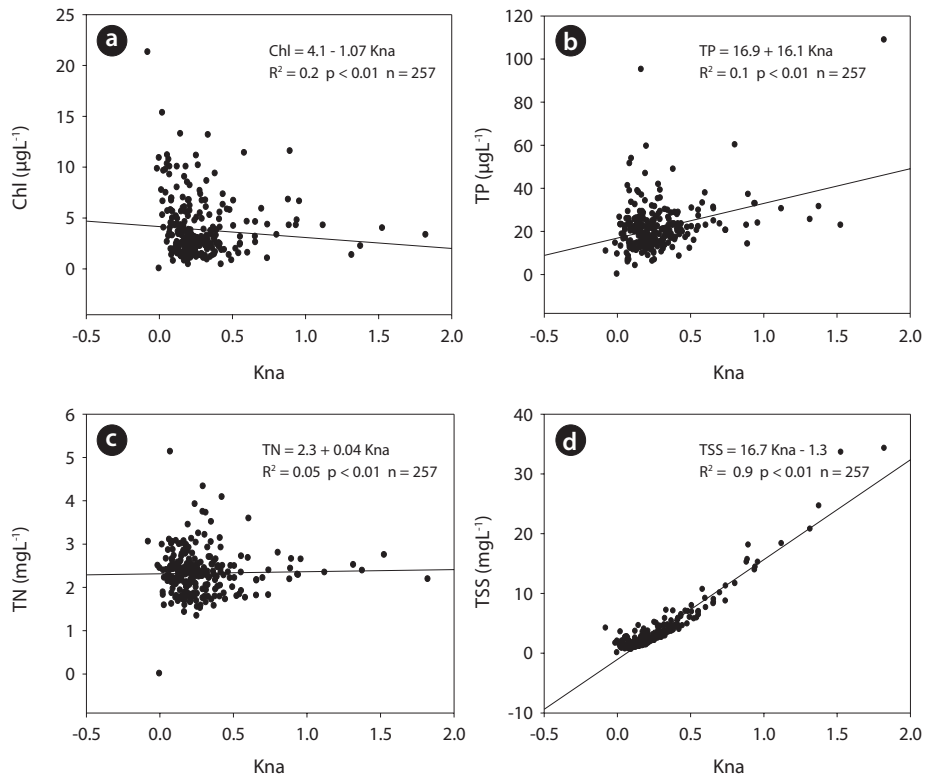 a
Chl = 4.1 - 1.07 Kna
R² = 0.2 p < 0.01 n = 257
Chl (µgL⁻¹)
25
20
15
10
5
0
-0.5 0.0 0.5 1.0 1.5 2.0
Kna
b
TP = 16.9 + 16.1 Kna
R² = 0.1 p < 0.01 n = 257
TP (µgL⁻¹)
120
100
80
60
40
20
0
-0.5 0.0 0.5 1.0 1.5 2.0
Kna
c
TN = 2.3 + 0.04 Kna
R² = 0.05 p < 0.01 n = 257
TN (mgL⁻¹)
6
5
4
3
2
1
0
-0.5 0.0 0.5 1.0 1.5 2.0
Kna
d
TSS = 16.7 Kna - 1.3
R² = 0.9 p < 0.01 n = 257
TSS (mgL⁻¹)
40
30
20
10
0
-10
-0.5 0.0 0.5 1.0 1.5 2.0
Kna